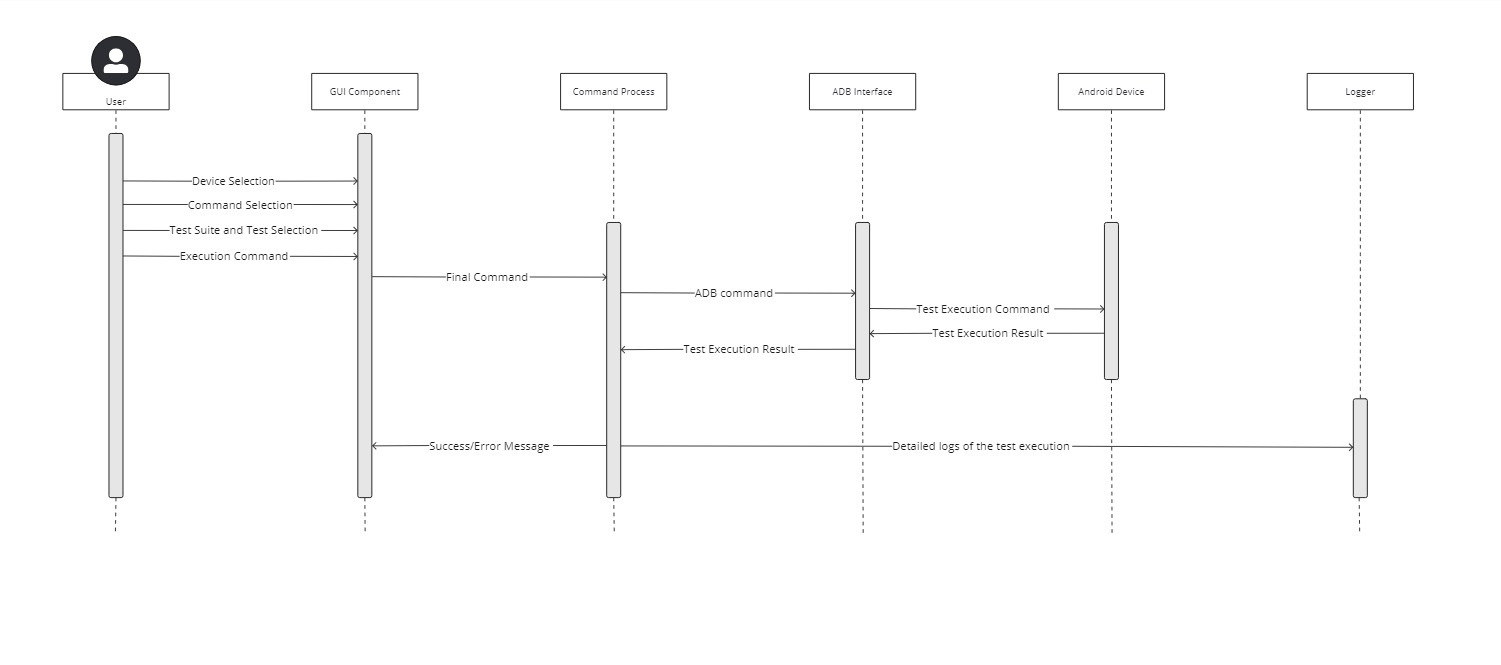 User
GUI Component
Command Process
ADB Interface
Android Device
Logger
Device Selection
Command Selection
Test Suite and Test Selection
Execution Command
Final Command
ADB command
Test Execution Command
Test Execution Result
Test Execution Result
Success/Error Message
Detailed logs of the test execution